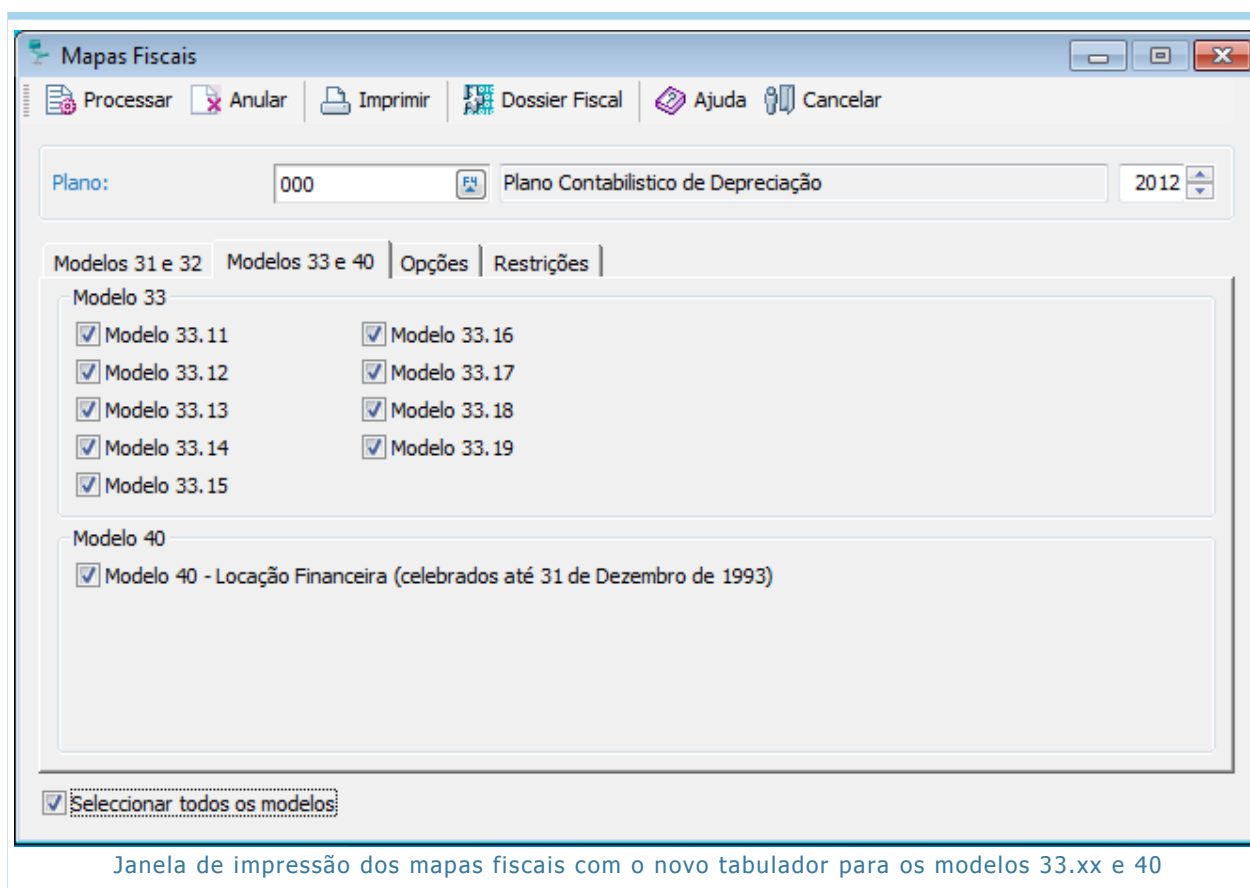 Mapas Fiscais
Processar Anular Imprimir Dossier Fiscal Ajuda Cancelar
Plano: 000 F4 Plano Contabilistico de Depreciação 2012
Modelos 31 e 32 Modelos 33 e 40 Opções Restrições
Modelo 33
Modelo 33.11 Modelo 33.16
Modelo 33.12 Modelo 33.17
Modelo 33.13 Modelo 33.18
Modelo 33.14 Modelo 33.19
Modelo 33.15
Modelo 40
Modelo 40 - Locação Financeira (celebrados até 31 de Dezembro de 1993)
Seleccionar todos os modelos
Janela de impressão dos mapas fiscais com o novo tabulador para os modelos 33.xx e 40